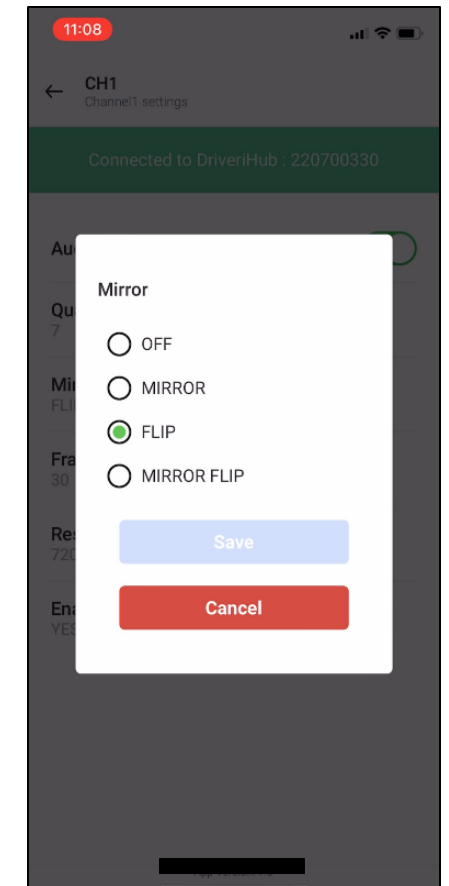 11:08
CH1
Channel1 settings
Connected to DriveriHub : 220700330
Mirror
OFF
MIRROR
FLIP
MIRROR FLIP
Save
Cancel
7
30